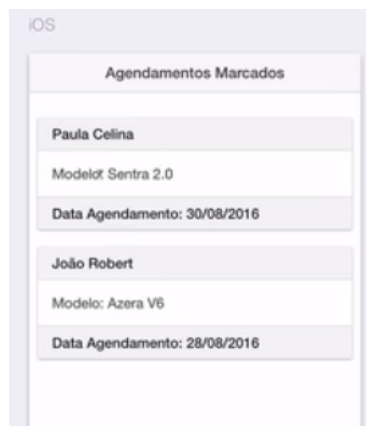 iOS
Agendamentos Marcados
Paula Celina
Modelo: Sentra 2.0
Data Agendamento: 30/08/2016
João Robert
Modelo: Azera V6
Data Agendamento: 28/08/2016